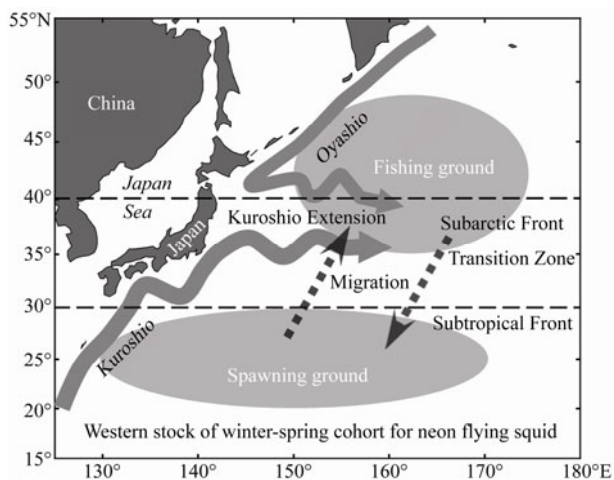 55°N
50°
45°
40°
35°
30°
25°
20°
15°
China
Japan
Sea
Japan
Oyashio
Fishing ground
Kuroshio Extension
Subarctic Front
Transition Zone
Migration
Subtropical Front
Kuroshio
Spawning ground
Western stock of winter-spring cohort for neon flying squid
130° 140° 150° 160° 170° 180°E